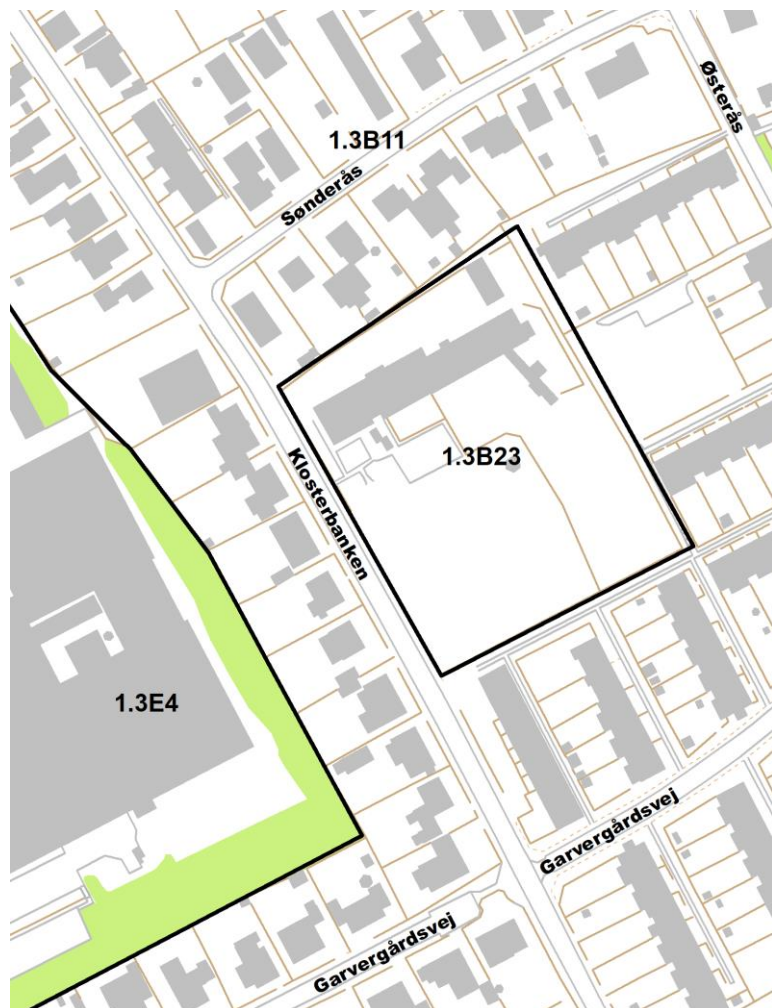 Østerås
1.3B11
Sønderås
1.3B23
Klosterbanken
1.3E4
Garvergårdsvej
Garvergårdsvej